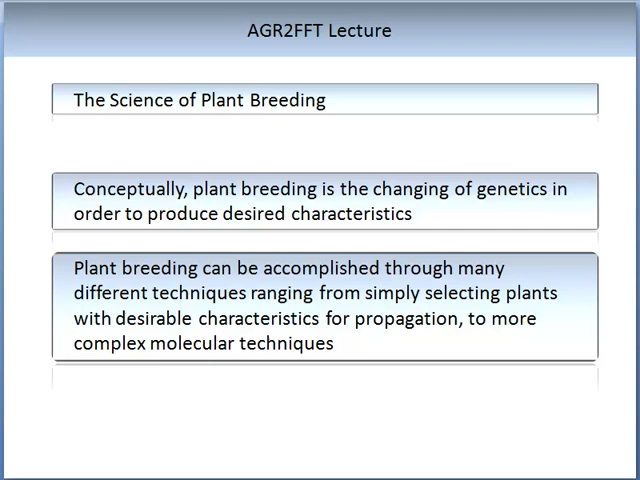 AGR2FFT Lecture
The Science of Plant Breeding
Conceptually, plant breeding is the changing of genetics in
order to produce desired characteristics
Plant breeding can be accomplished through many
different techniques ranging from simply selecting plants
with desirable characteristics for propagation, to more
complex molecular techniques